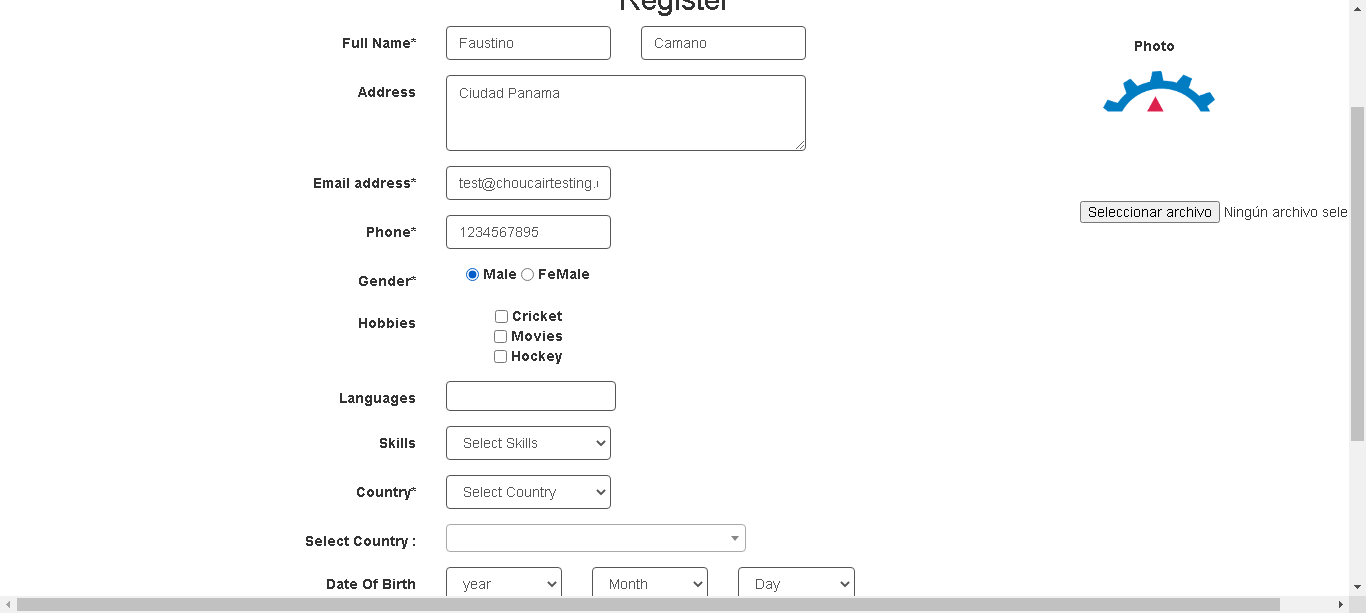 Register
Full Name* Faustino Camano
Photo
Address Ciudad Panama
Email address* test@choucairtesting.
Seleccionar archivo Ningún archivo sele
Phone* 1234567895
Gender* Male FeMale
Hobbies Cricket
Movies
Hockey
Languages
Skills Select Skills
Country* Select Country
Select Country :
Date Of Birth year Month Day